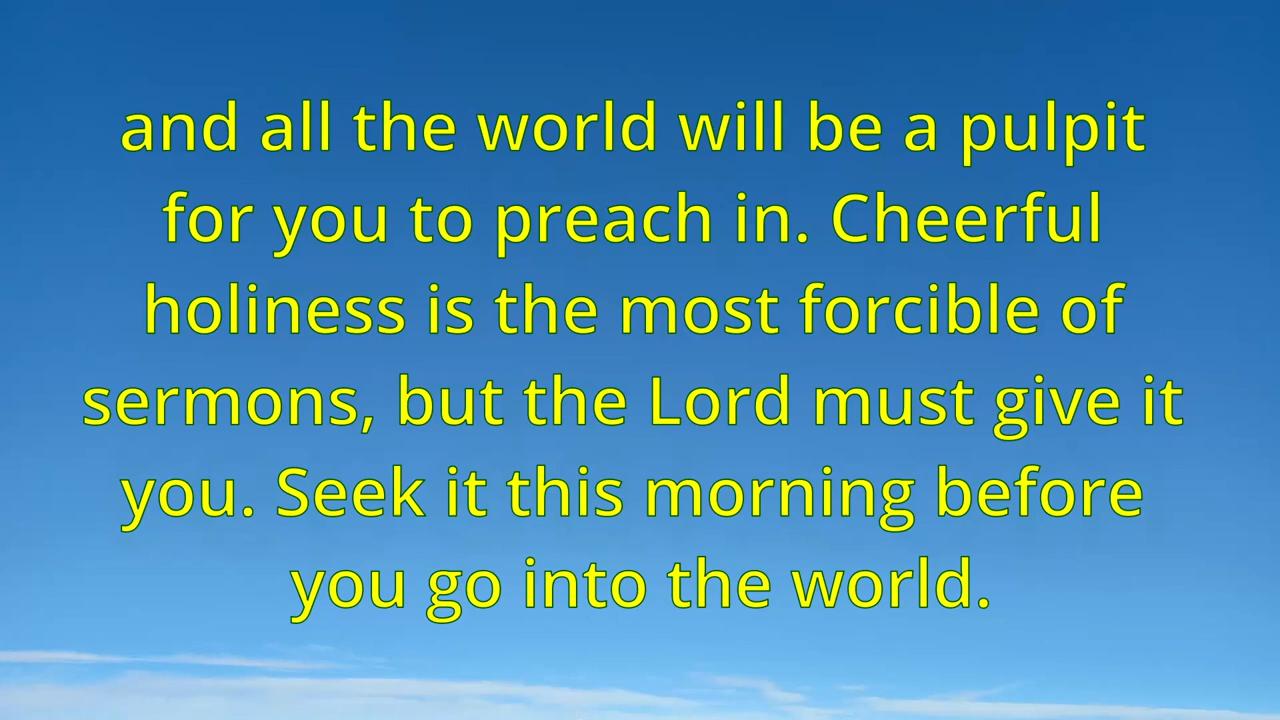 and all the world will be a pulpit
for you to preach in. Cheerful
holiness is the most forcible of
sermons, but the Lord must give it
you. Seek it this morning before
you go into the world.